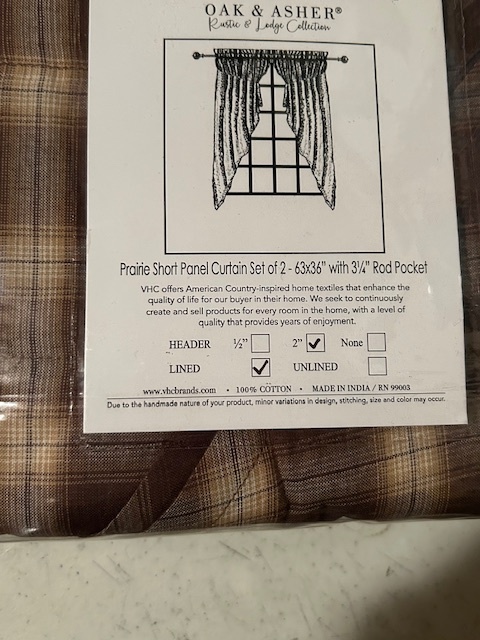 OAK & ASHER®
Rustic & Lodge Collection
Prairie Short Panel Curtain Set of 2 - 63x36" with 3¼" Rod Pocket
VHC offers American Country-inspired home textiles that enhance the
quality of life for our buyer in their home. We seek to continuously
create and sell products for every room in the home, with a level of
quality that provides years of enjoyment.
HEADER ½" 2" ✓ None
LINED ✓ UNLINED
www.vhcbrands.com • 100% COTTON • MADE IN INDIA / RN 99003
Due to the handmade nature of your product, minor variations in design, stitching, size and color may occur.